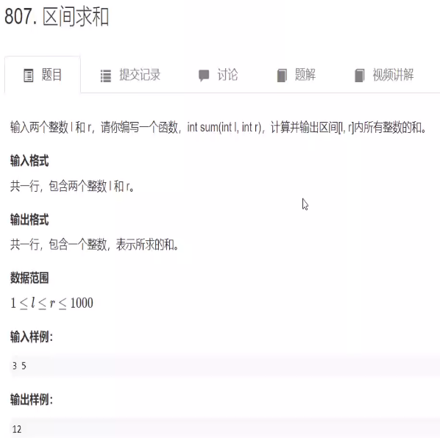 807. 区间求和
题目 提交记录 讨论 题解 视频讲解
输入两个整数 l 和 r，请你编写一个函数，int sum(int l, int r)，计算并输出区间[l, r]内所有整数的和。
输入格式
共一行，包含两个整数 l 和 r。
输出格式
共一行，包含一个整数，表示所求的和。
数据范围
1 ≤ l ≤ r ≤ 1000
输入样例：
3 5
输出样例：
12